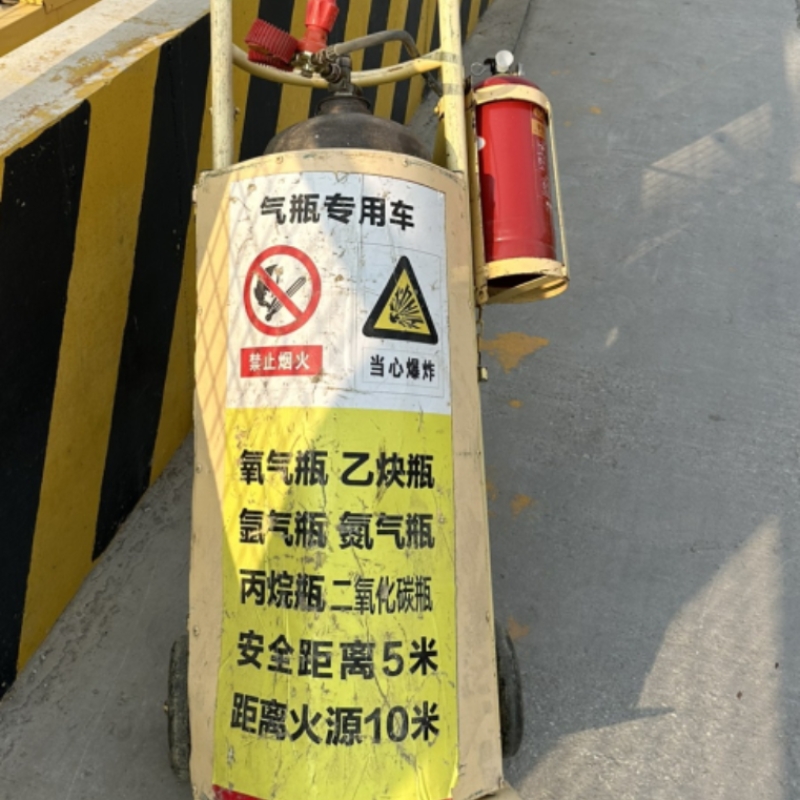 气瓶专用车
禁止烟火
当心爆炸
氧气瓶 乙炔瓶
氩气瓶 氮气瓶
丙烷瓶 二氧化碳瓶
安全距离5米
距离火源10米